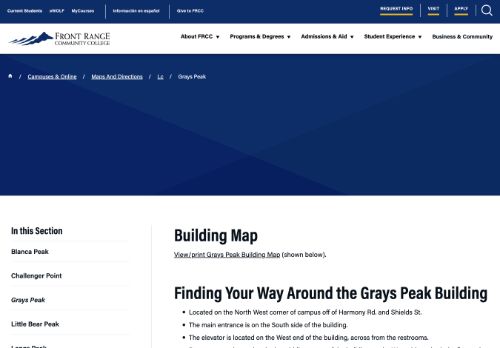 Current Students eWOLF MyCourses Información en español Give to FRCC REQUEST INFO VISIT APPLY
FRONT RANGE
COMMUNITY COLLEGE
About FRCC Programs & Degrees Admissions & Aid Student Experience Business & Community
/ Campuses & Online / Maps And Directions / Lc / Grays Peak
In this Section
Blanca Peak
Challenger Point
Grays Peak
Little Bear Peak
Building Map
View/print Grays Peak Building Map (shown below).
Finding Your Way Around the Grays Peak Building
Located on the North West corner of campus off of Harmony Rd. and Shields St.
The main entrance is on the South side of the building.
The elevator is located on the West end of the building, across from the restrooms.